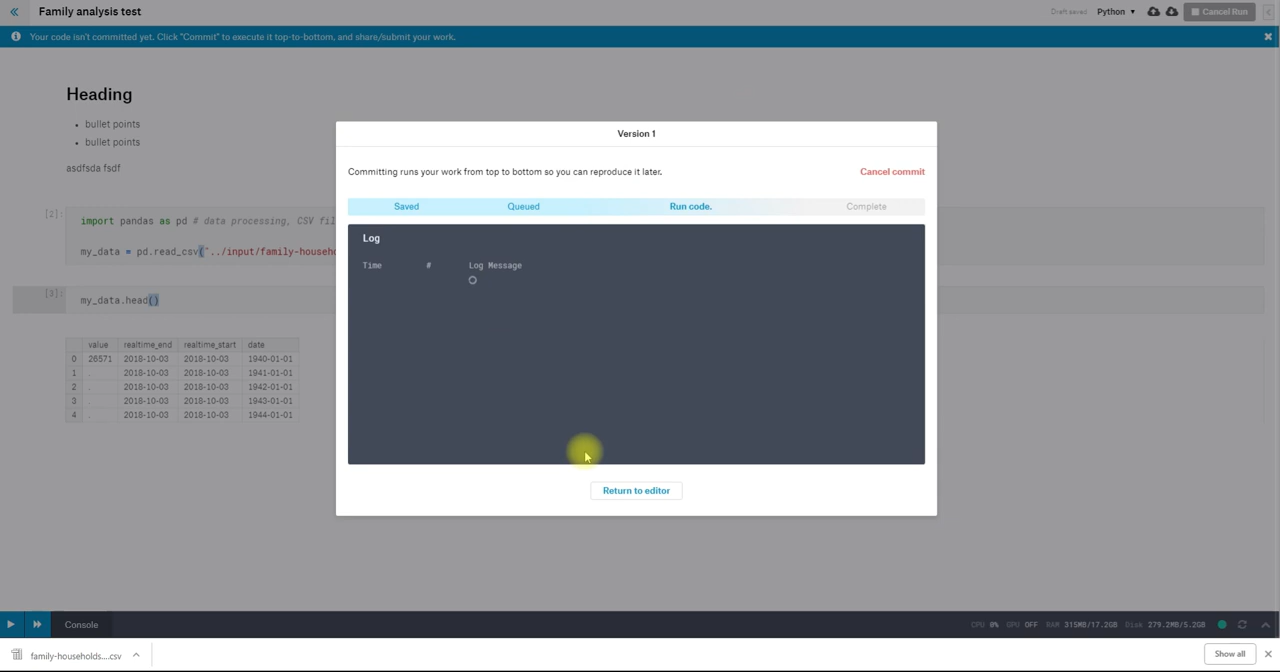 Family analysis test
Draft saved
Python
Cancel Run
Your code isn't committed yet. Click "Commit" to execute it top-to-bottom, and share/submit your work.
Heading
bullet points
bullet points
asdfsda fsdf
[2]:
import pandas as pd # data processing, CSV fil
my_data = pd.read_csv("../input/family-househo
[3]:
my_data.head()
value realtime_end realtime_start date
0 26571 2018-10-03 2018-10-03 1940-01-01
1 . 2018-10-03 2018-10-03 1941-01-01
2 . 2018-10-03 2018-10-03 1942-01-01
3 . 2018-10-03 2018-10-03 1943-01-01
4 . 2018-10-03 2018-10-03 1944-01-01
Version 1
Committing runs your work from top to bottom so you can reproduce it later.
Cancel commit
Saved
Queued
Run code.
Complete
Log
Time # Log Message
Return to editor
Console
CPU 0% GPU OFF RAM 315MB/17.2GB Disk 279.2MB/5.2GB
family-households....csv
Show all